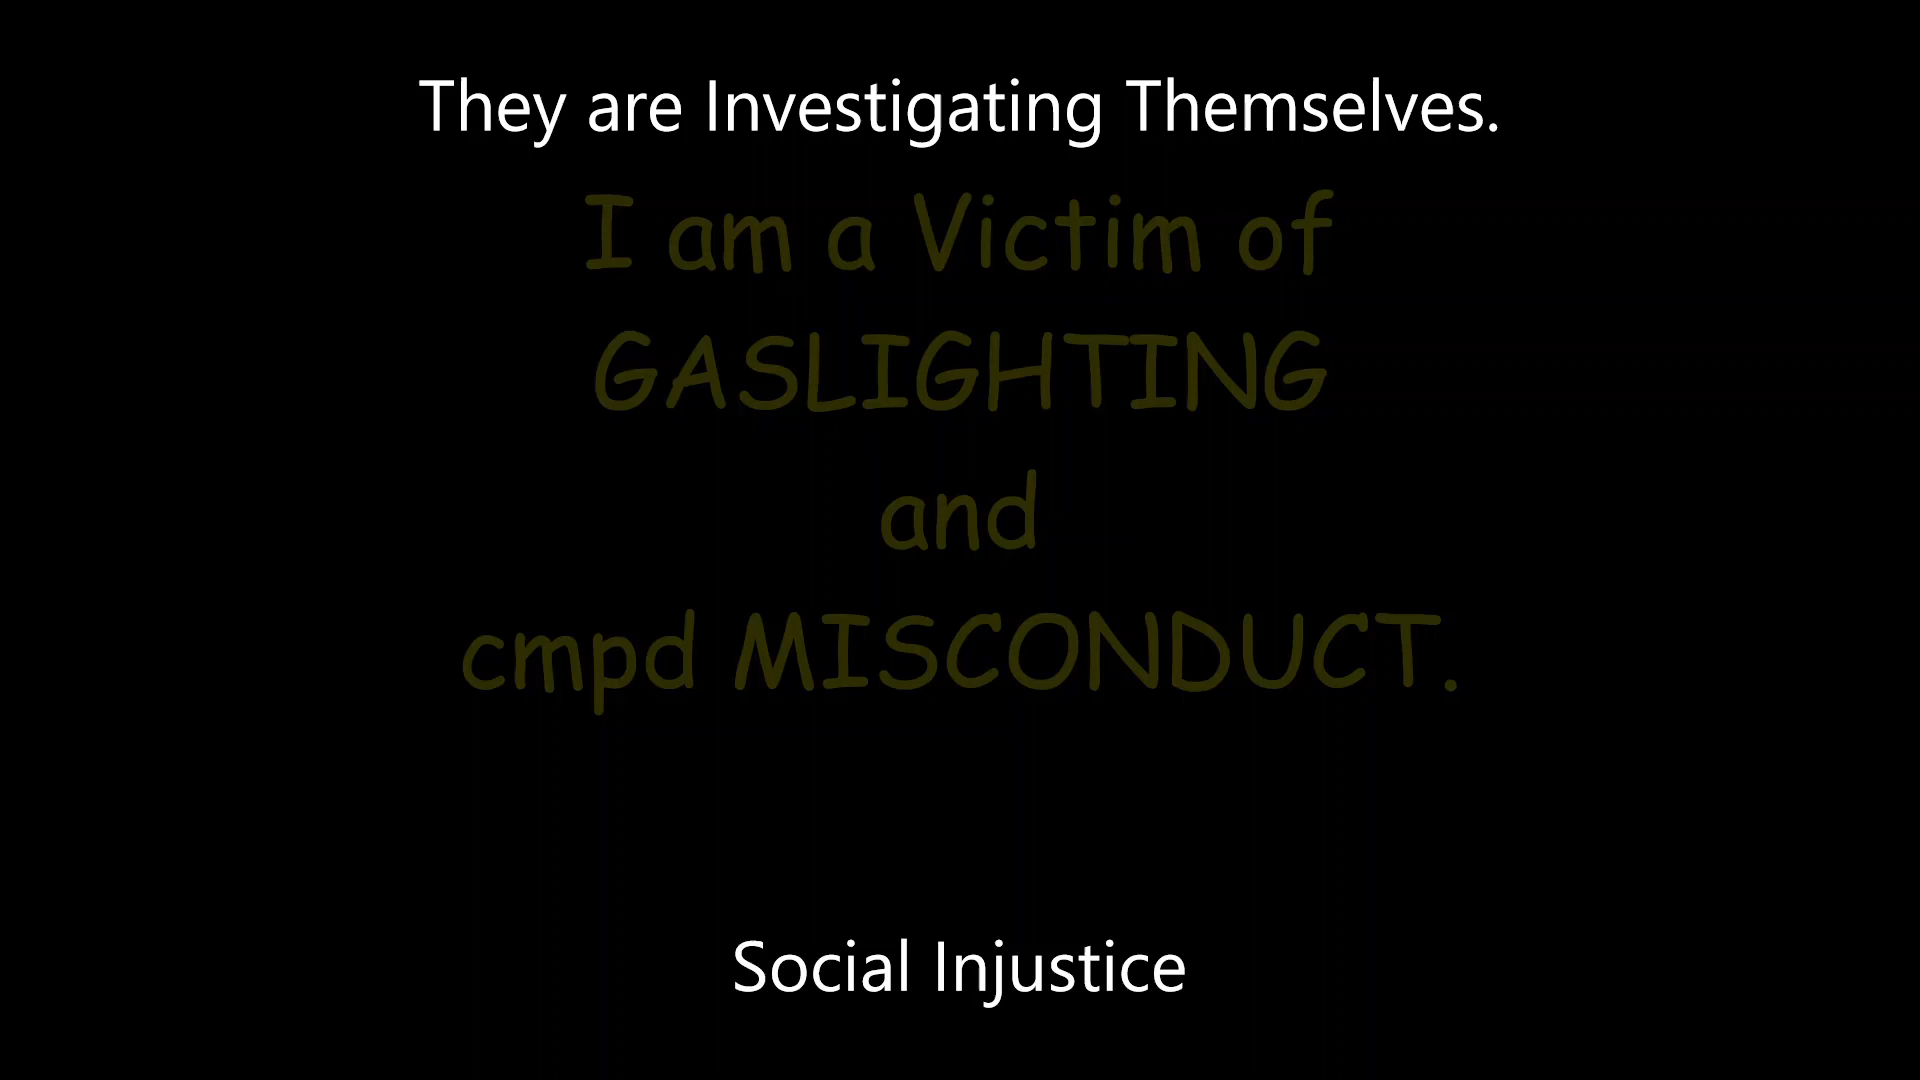 They are Investigating Themselves.
I am a Victim of
GASLIGHTING
and
cmpd MISCONDUCT.
Social Injustice